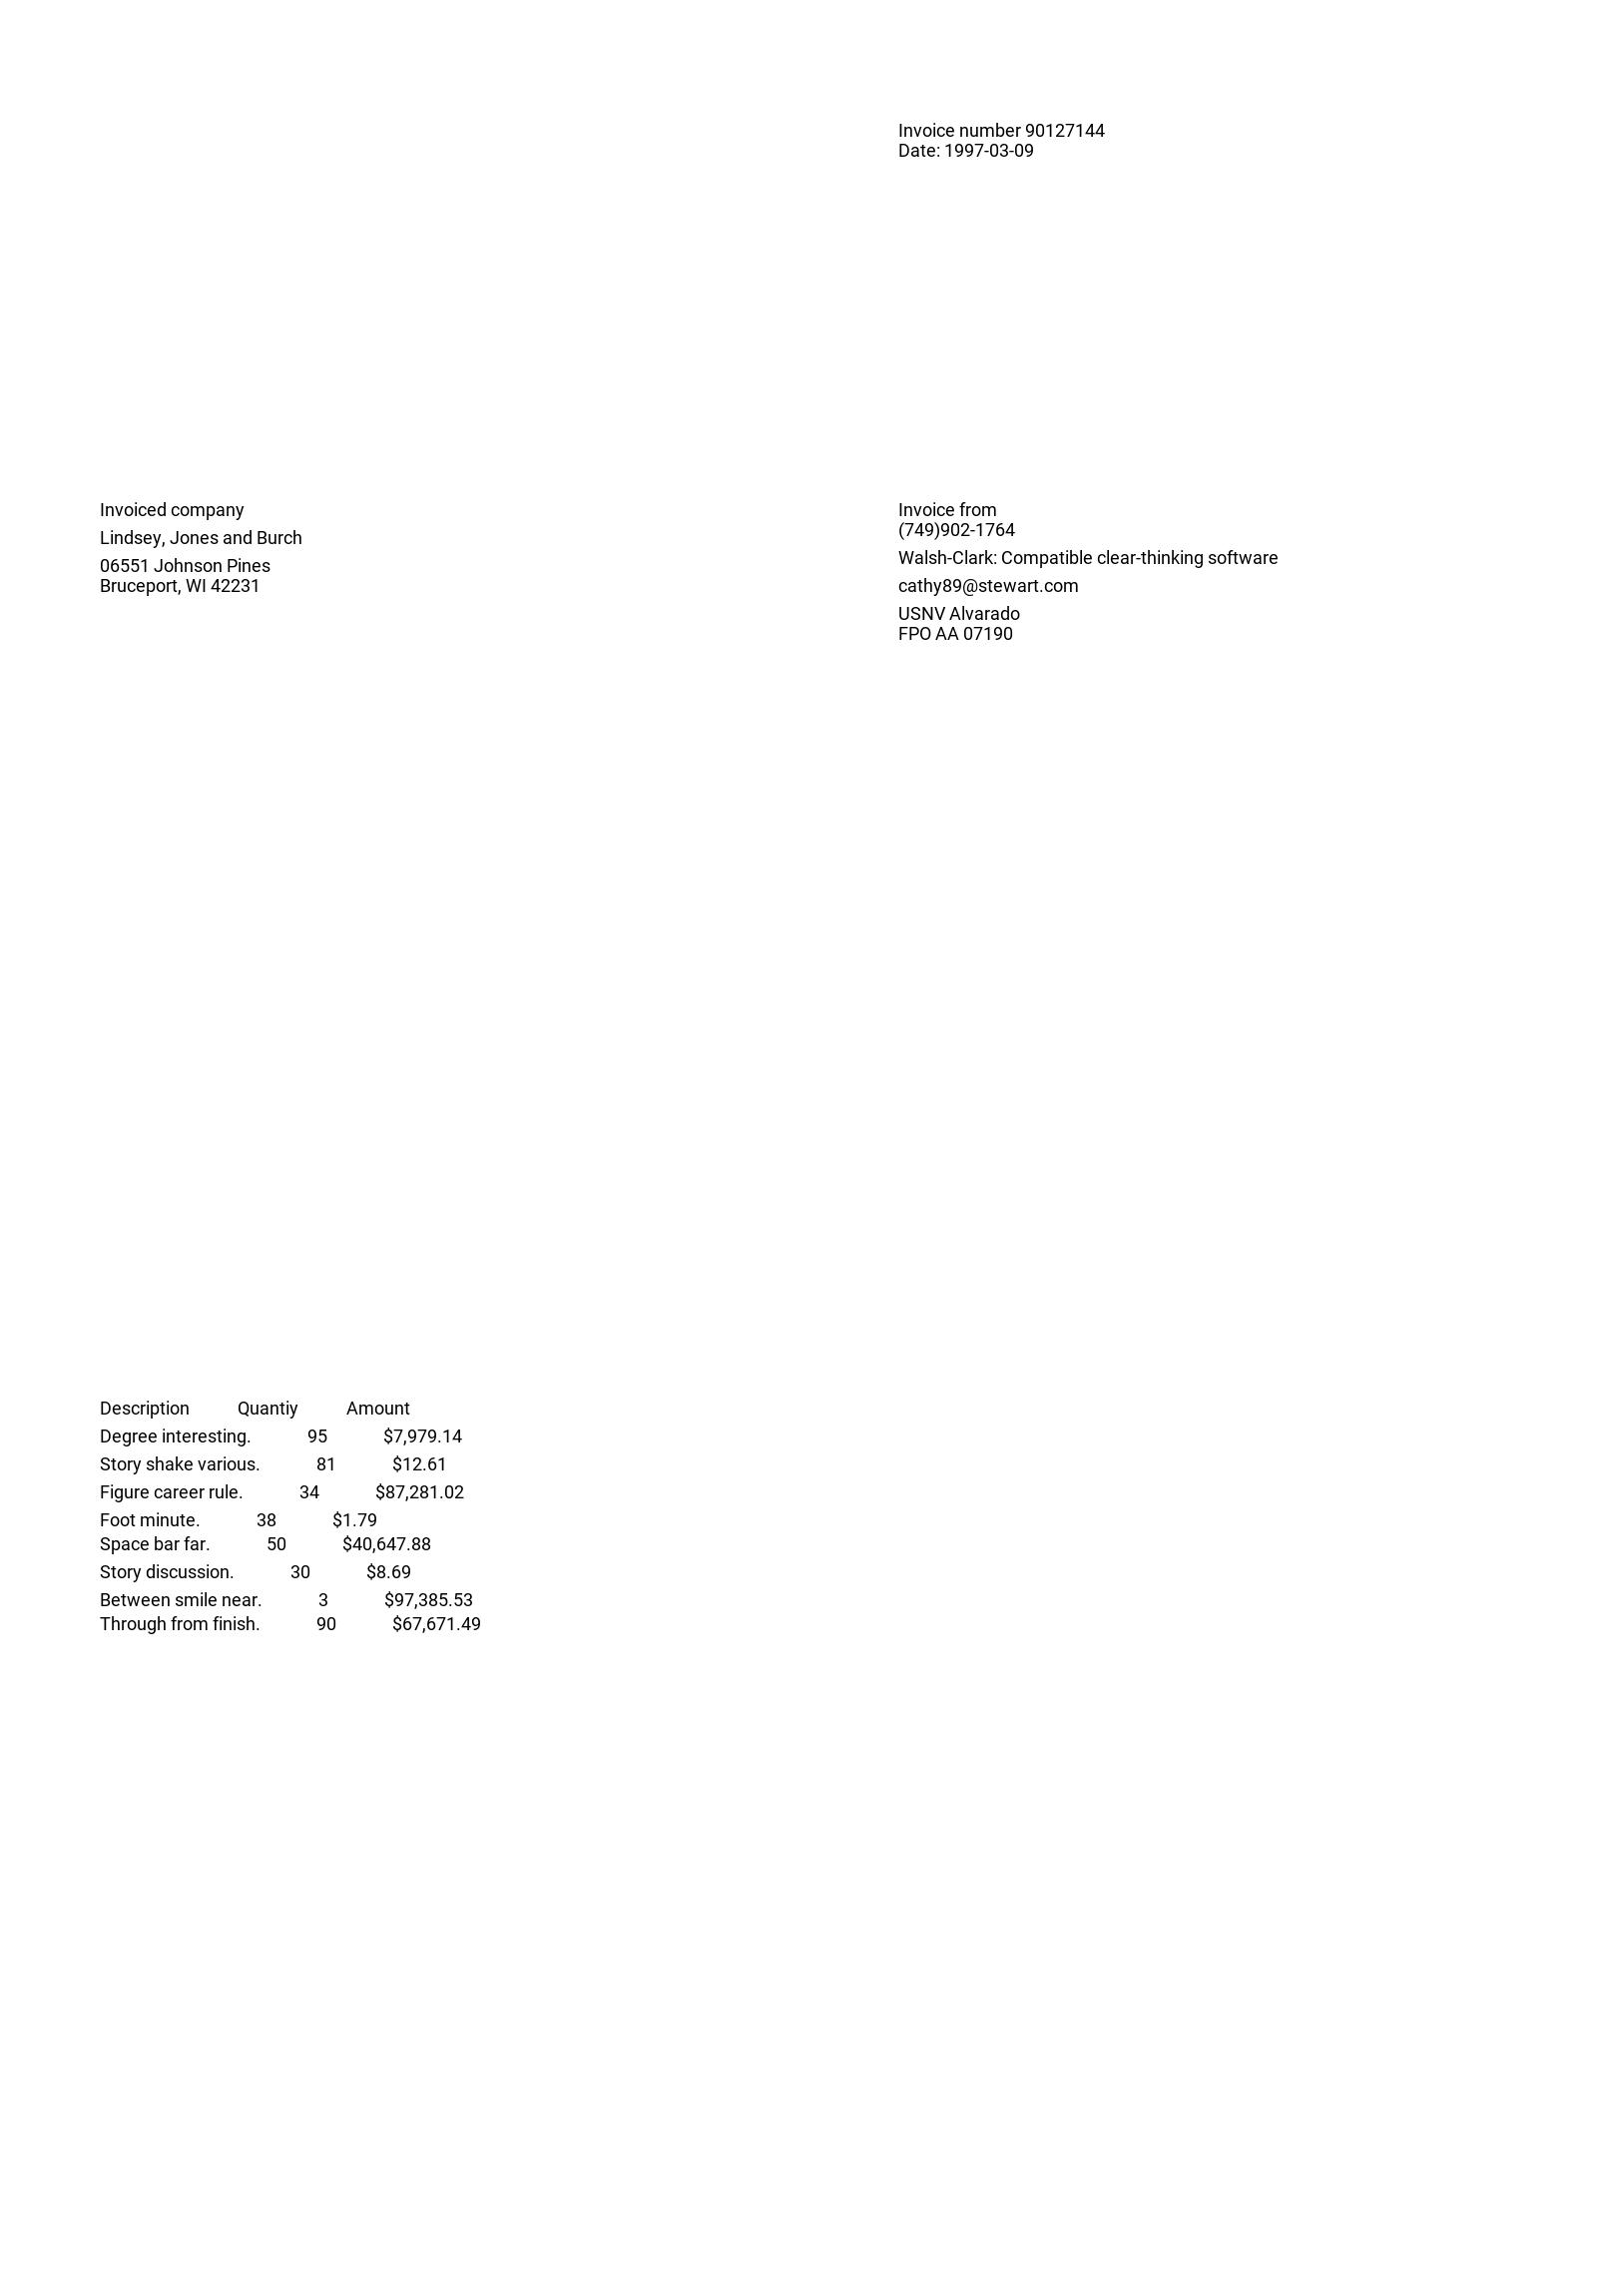 Invoice number 90127144
Date: 1997-03-09
Invoiced company
Lindsey, Jones and Burch
06551 Johnson Pines
Bruceport, WI 42231
Invoice from
(749)902-1764
Walsh-Clark: Compatible clear-thinking software
cathy89@stewart.com
USNV Alvarado
FPO AA 07190
Description Quantiy Amount
Degree interesting. 95 $7,979.14
Story shake various. 81 $12.61
Figure career rule. 34 $87,281.02
Foot minute. 38 $1.79
Space bar far. 50 $40,647.88
Story discussion. 30 $8.69
Between smile near. 3 $97,385.53
Through from finish. 90 $67,671.49